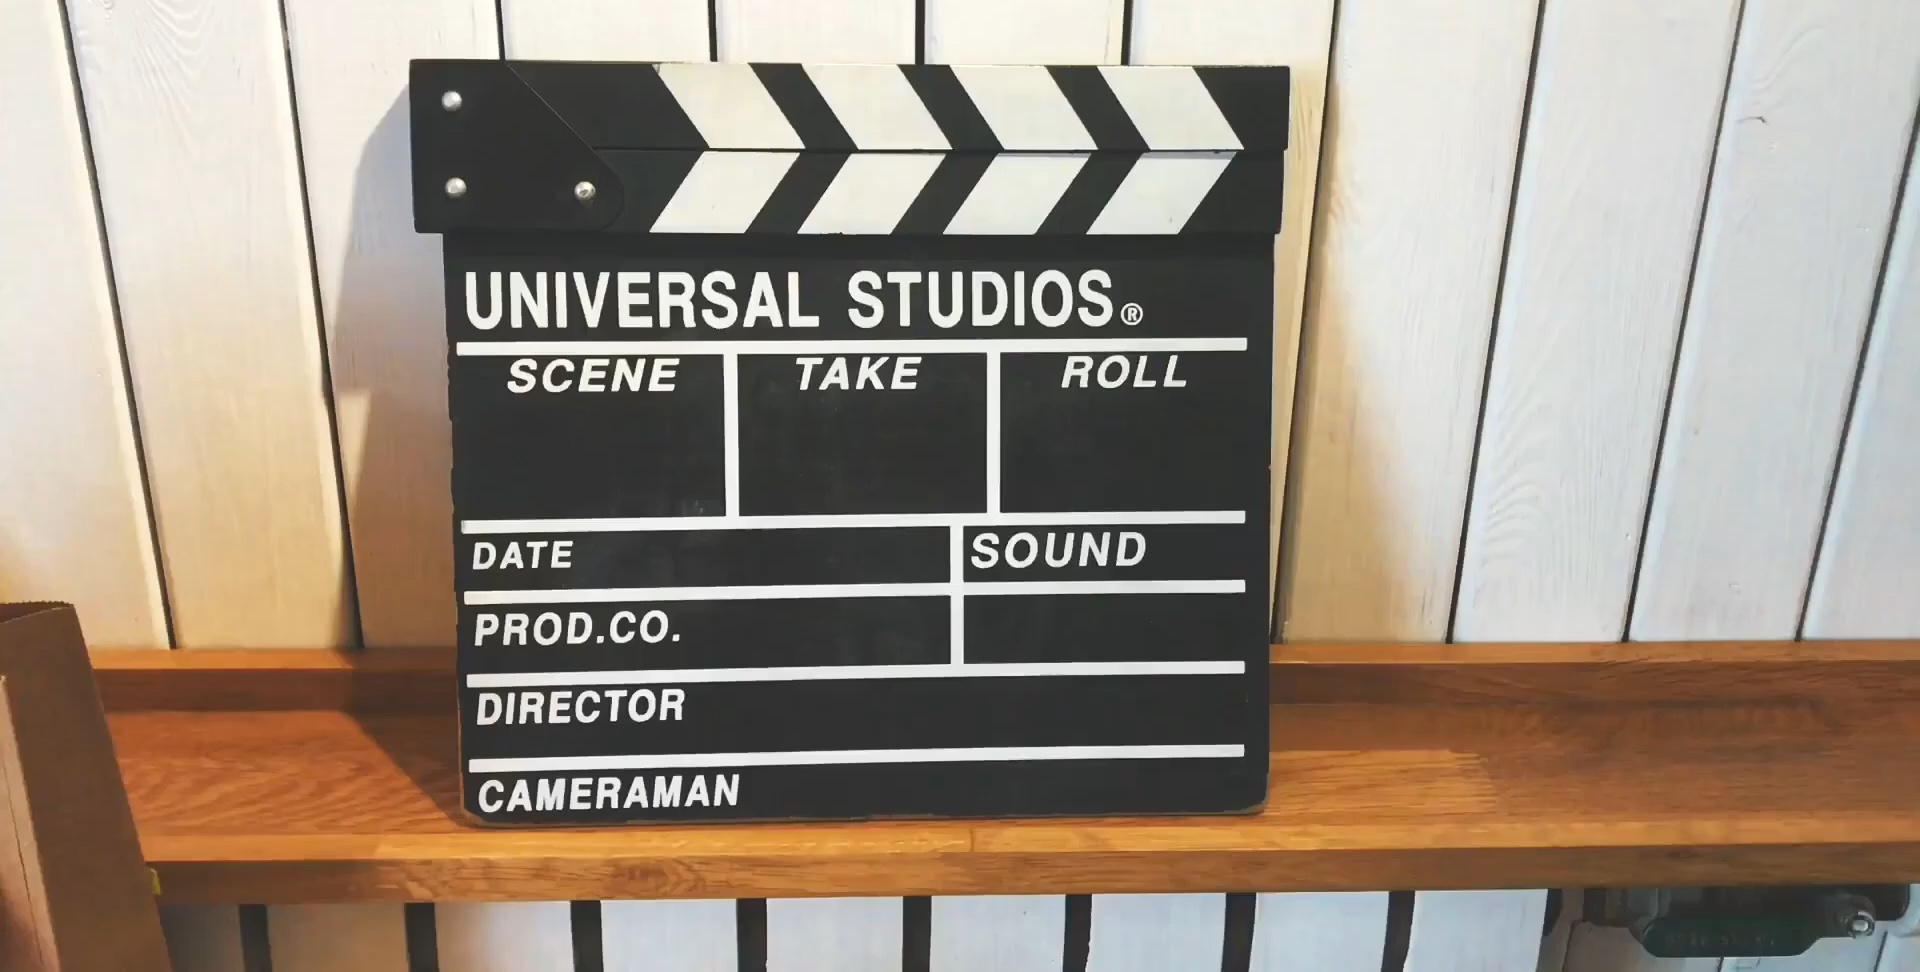 UNIVERSAL STUDIOS®
SCENE TAKE ROLL
DATE SOUND
PROD.CO.
DIRECTOR
CAMERAMAN